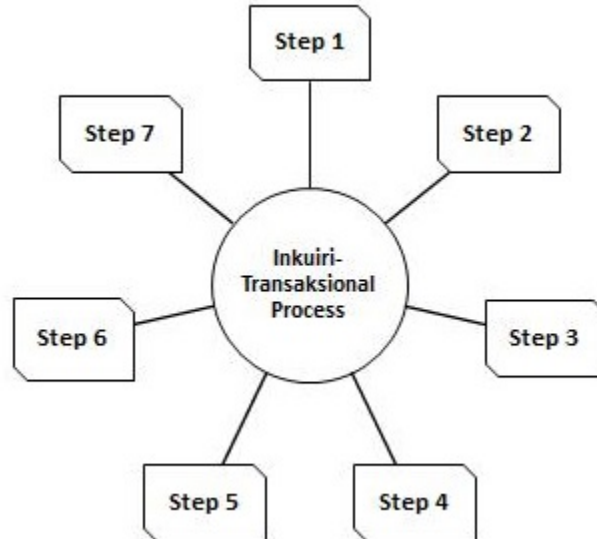 Step 1
Step 7
Step 2
Inkuiri-
Transaksional
Process
Step 6
Step 3
Step 5
Step 4